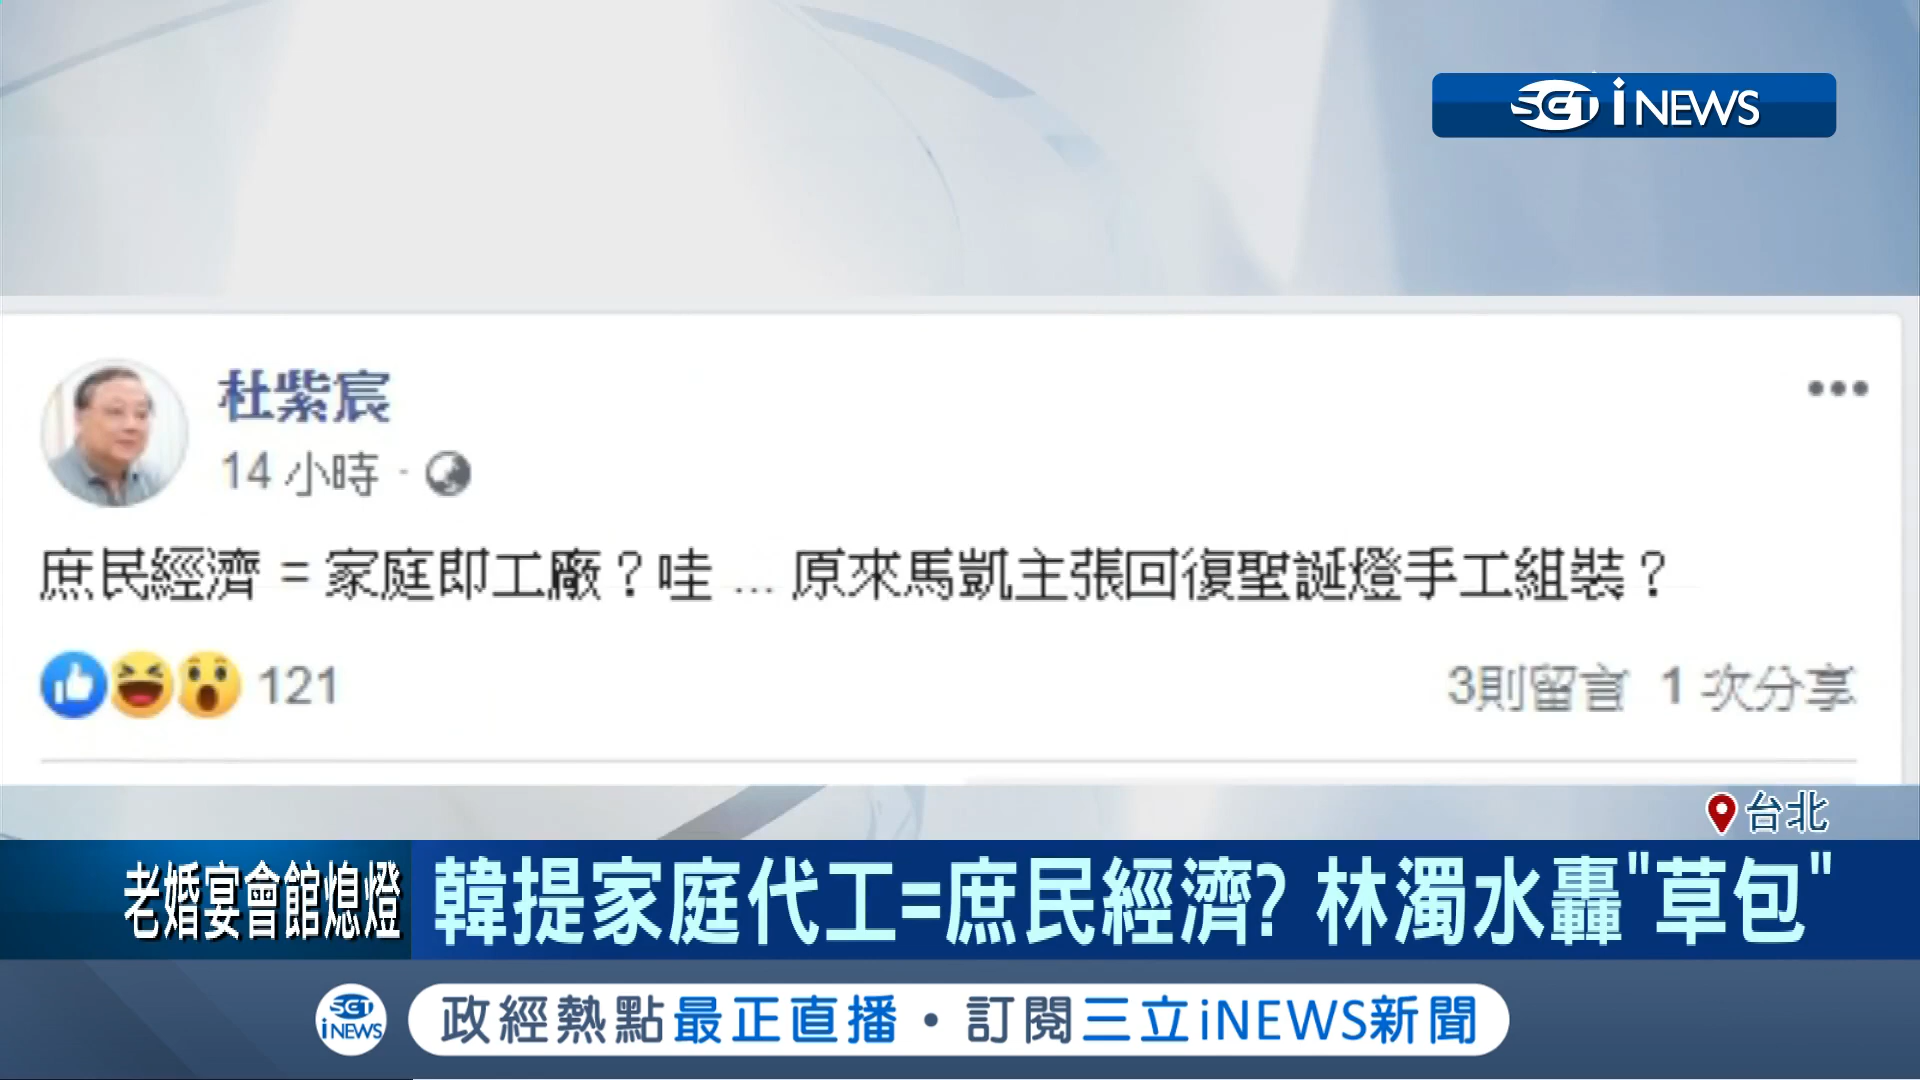 SET iNEWS
杜紫宸
14 小時
庶民經濟 = 家庭即工廠？哇 ... 原來馬凱主張回復聖誕燈手工組裝？
121
3則留言 1 次分享
台北
老婚宴會館熄燈
韓提家庭代工=庶民經濟? 林濁水轟"草包"
SET iNEWS
政經熱點最正直播・訂閱三立iNEWS新聞